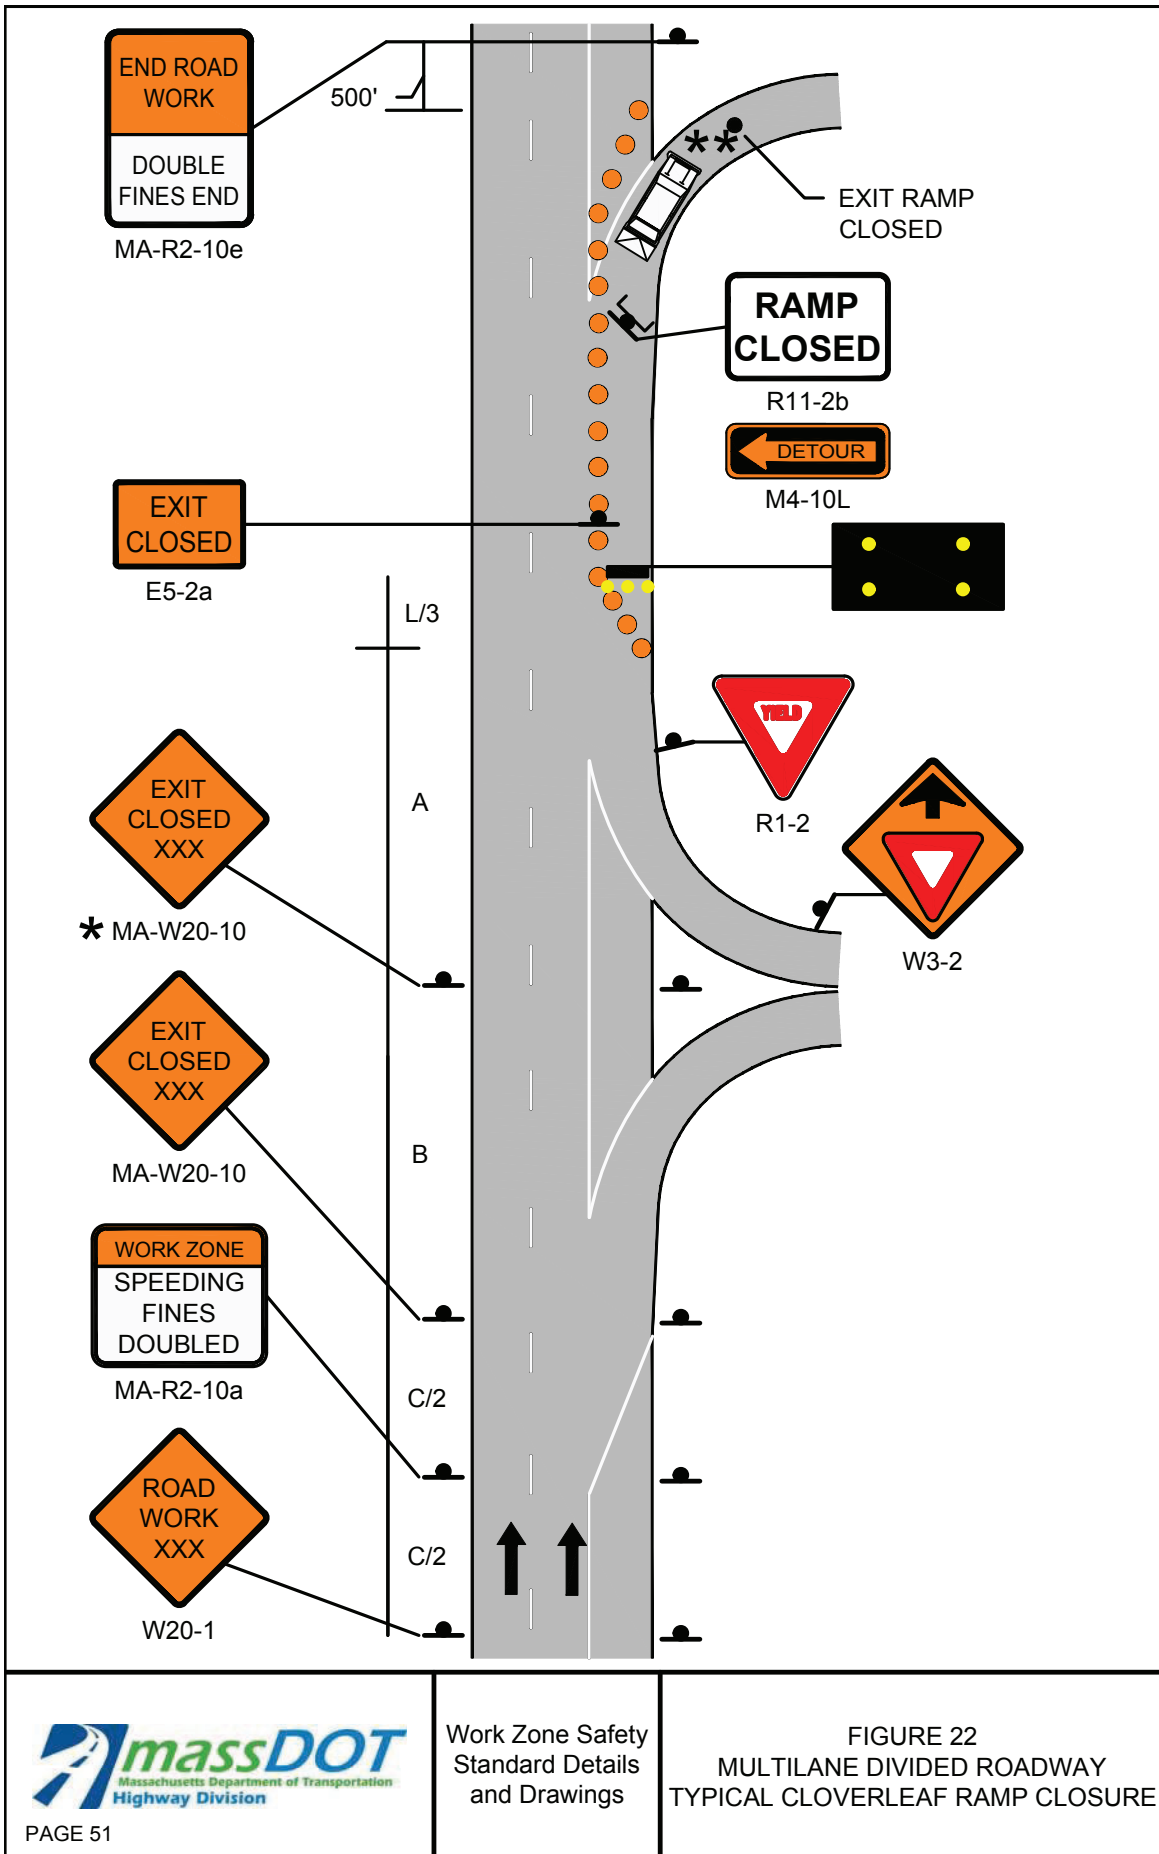 END ROAD
WORK
DOUBLE
FINES END
MA-R2-10e
500'
**
EXIT RAMP
CLOSED
RAMP
CLOSED
R11-2b
DETOUR
M4-10L
EXIT
CLOSED
E5-2a
L/3
YIELD
R1-2
A
EXIT
CLOSED
XXX
* MA-W20-10
W3-2
EXIT
CLOSED
XXX
MA-W20-10
B
WORK ZONE
SPEEDING
FINES
DOUBLED
MA-R2-10a
C/2
ROAD
WORK
XXX
W20-1
C/2
massDOT
Massachusetts Department of Transportation
Highway Division
PAGE 51
Work Zone Safety
Standard Details
and Drawings
FIGURE 22
MULTILANE DIVIDED ROADWAY
TYPICAL CLOVERLEAF RAMP CLOSURE